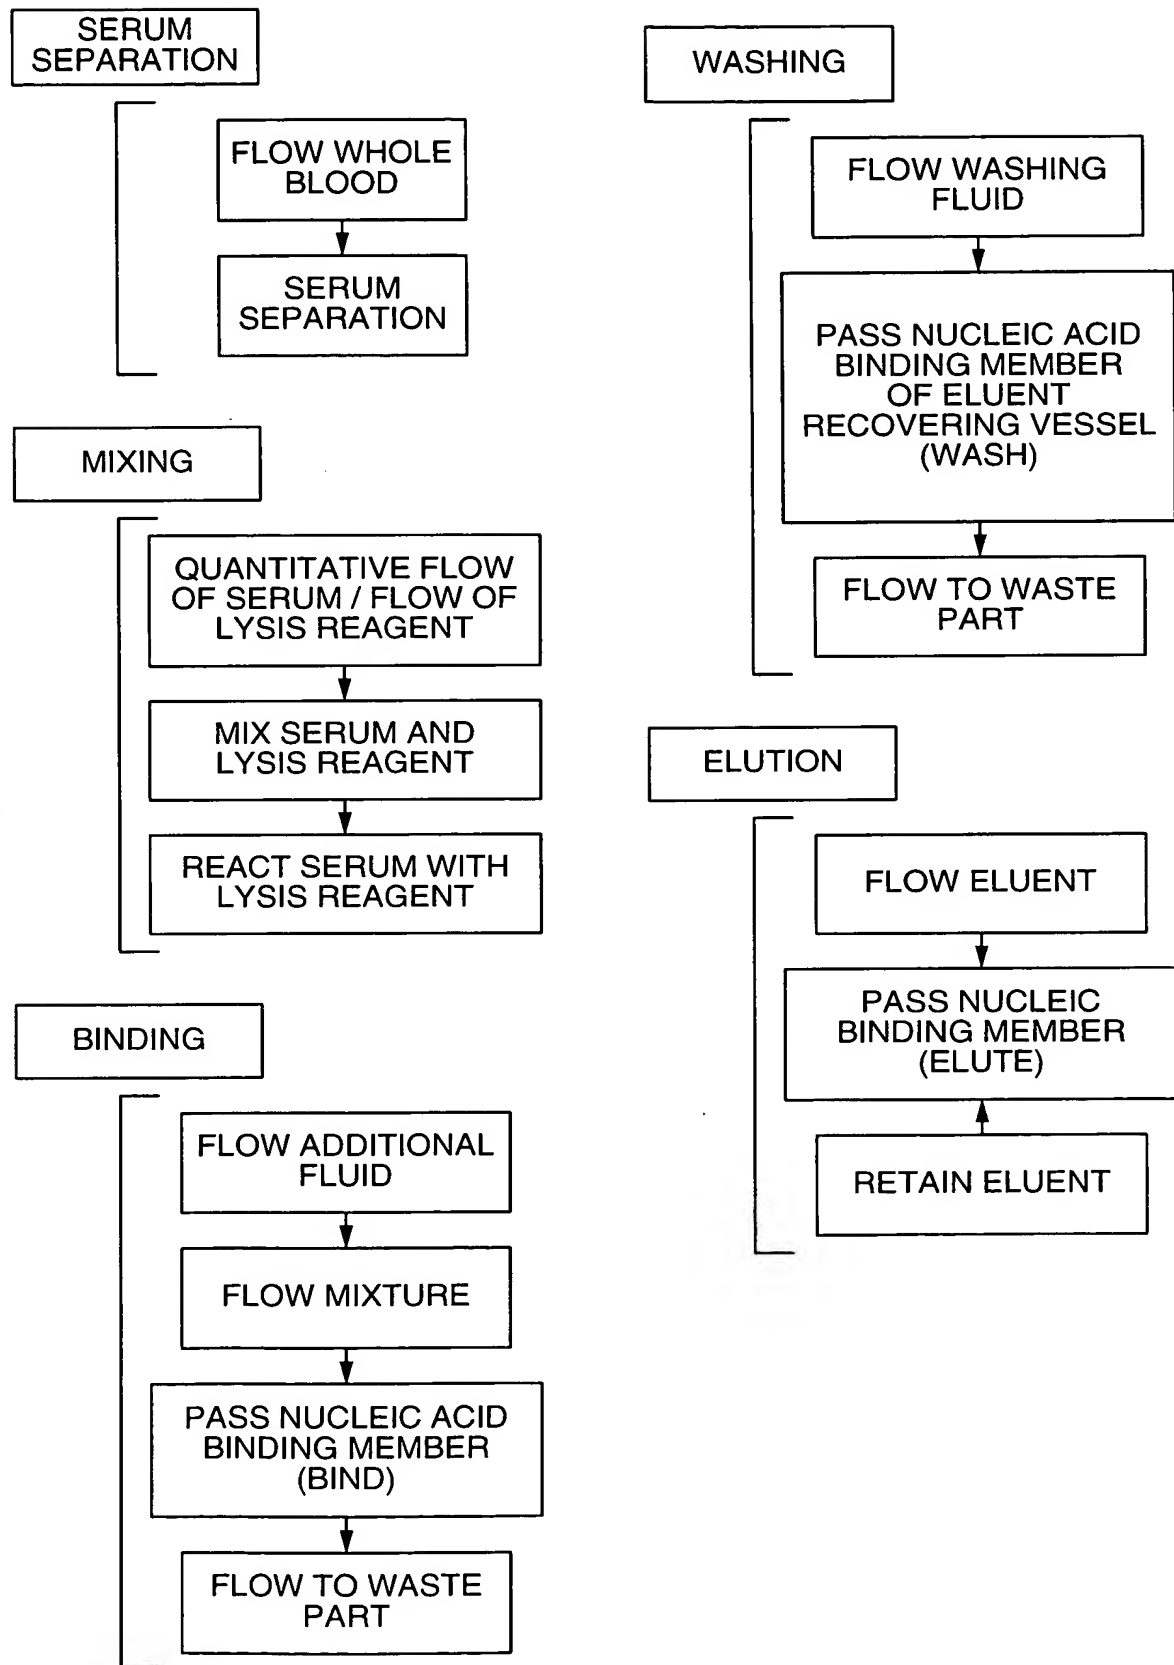 SERUM
SEPARATION
FLOW WHOLE
BLOOD
SERUM
SEPARATION
MIXING
QUANTITATIVE FLOW
OF SERUM / FLOW OF
LYSIS REAGENT
MIX SERUM AND
LYSIS REAGENT
REACT SERUM WITH
LYSIS REAGENT
BINDING
FLOW ADDITIONAL
FLUID
FLOW MIXTURE
PASS NUCLEIC ACID
BINDING MEMBER
(BIND)
FLOW TO WASTE
PART
WASHING
FLOW WASHING
FLUID
PASS NUCLEIC ACID
BINDING MEMBER
OF ELUENT
RECOVERING VESSEL
(WASH)
FLOW TO WASTE
PART
ELUTION
FLOW ELUENT
PASS NUCLEIC
BINDING MEMBER
(ELUTE)
RETAIN ELUENT